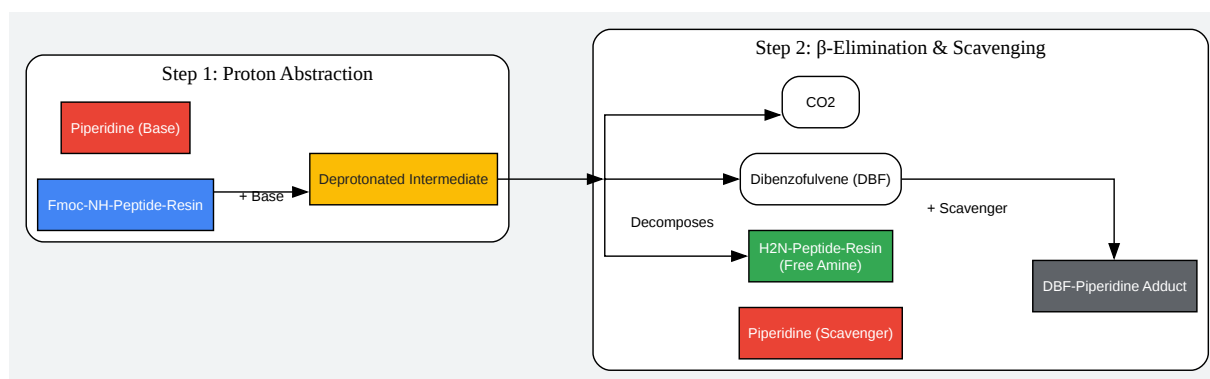 Step 1: Proton Abstraction
Piperidine (Base)
Fmoc-NH-Peptide-Resin
+ Base
Deprotonated Intermediate
Step 2: β-Elimination & Scavenging
CO2
Dibenzofulvene (DBF)
Decomposes
+ Scavenger
H2N-Peptide-Resin
(Free Amine)
DBF-Piperidine Adduct
Piperidine (Scavenger)